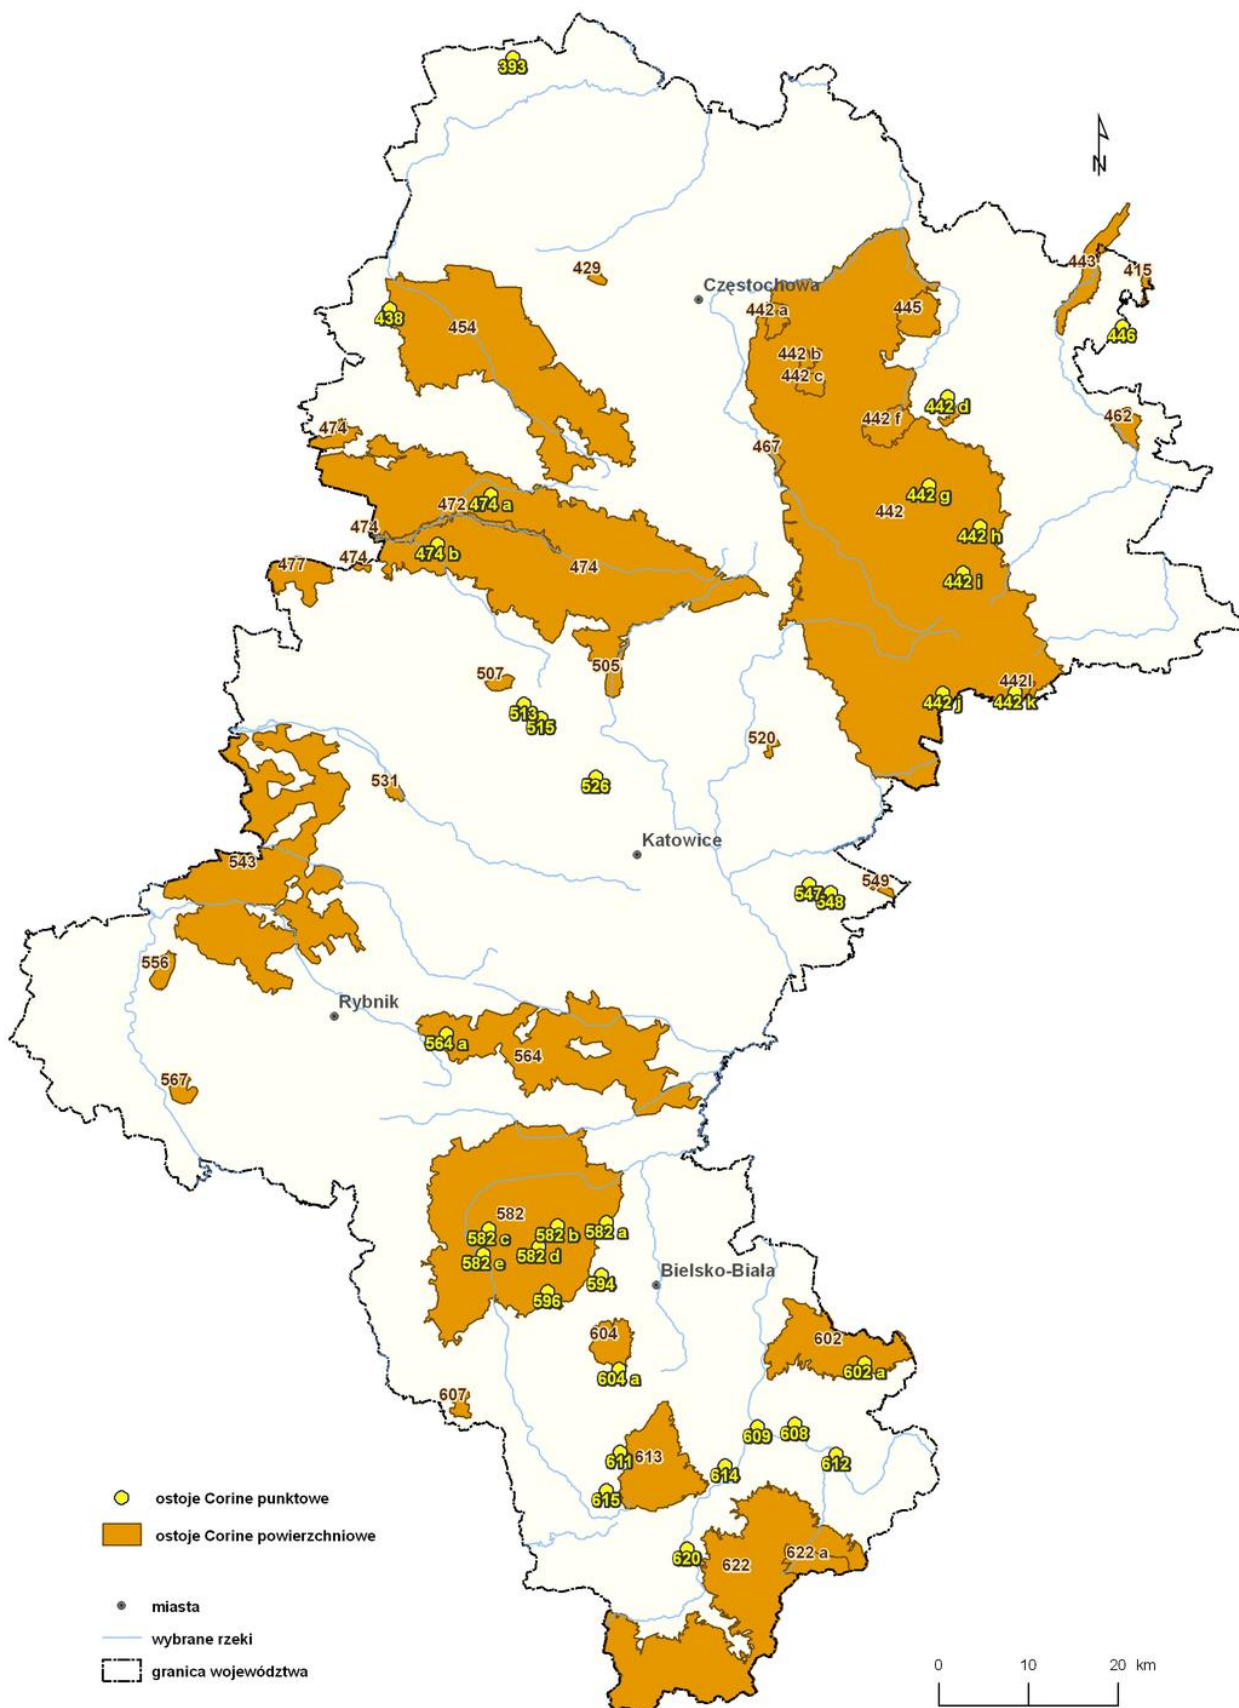 393
N
429
443
415
Częstochowa
442 a
445
438
454
446
442 b
442 c
442 d
442 f
462
474
467
474 a
472
442 g
442
474
442 h
474 b
474
474
477
442 i
505
507
442l
442 j
442 k
513
515
520
531
526
Katowice
543
547
548
549
556
Rybnik
564 a
564
567
582
582 a
582 b
582 c
582 d
582 e
594
Bielsko-Biała
596
604
602
602 a
604 a
607
609
608
611
613
612
614
615
620
622
622 a
ostoje Corine punktowe
ostoje Corine powierzchniowe
miasta
wybrane rzeki
granica województwa
0 10 20 km